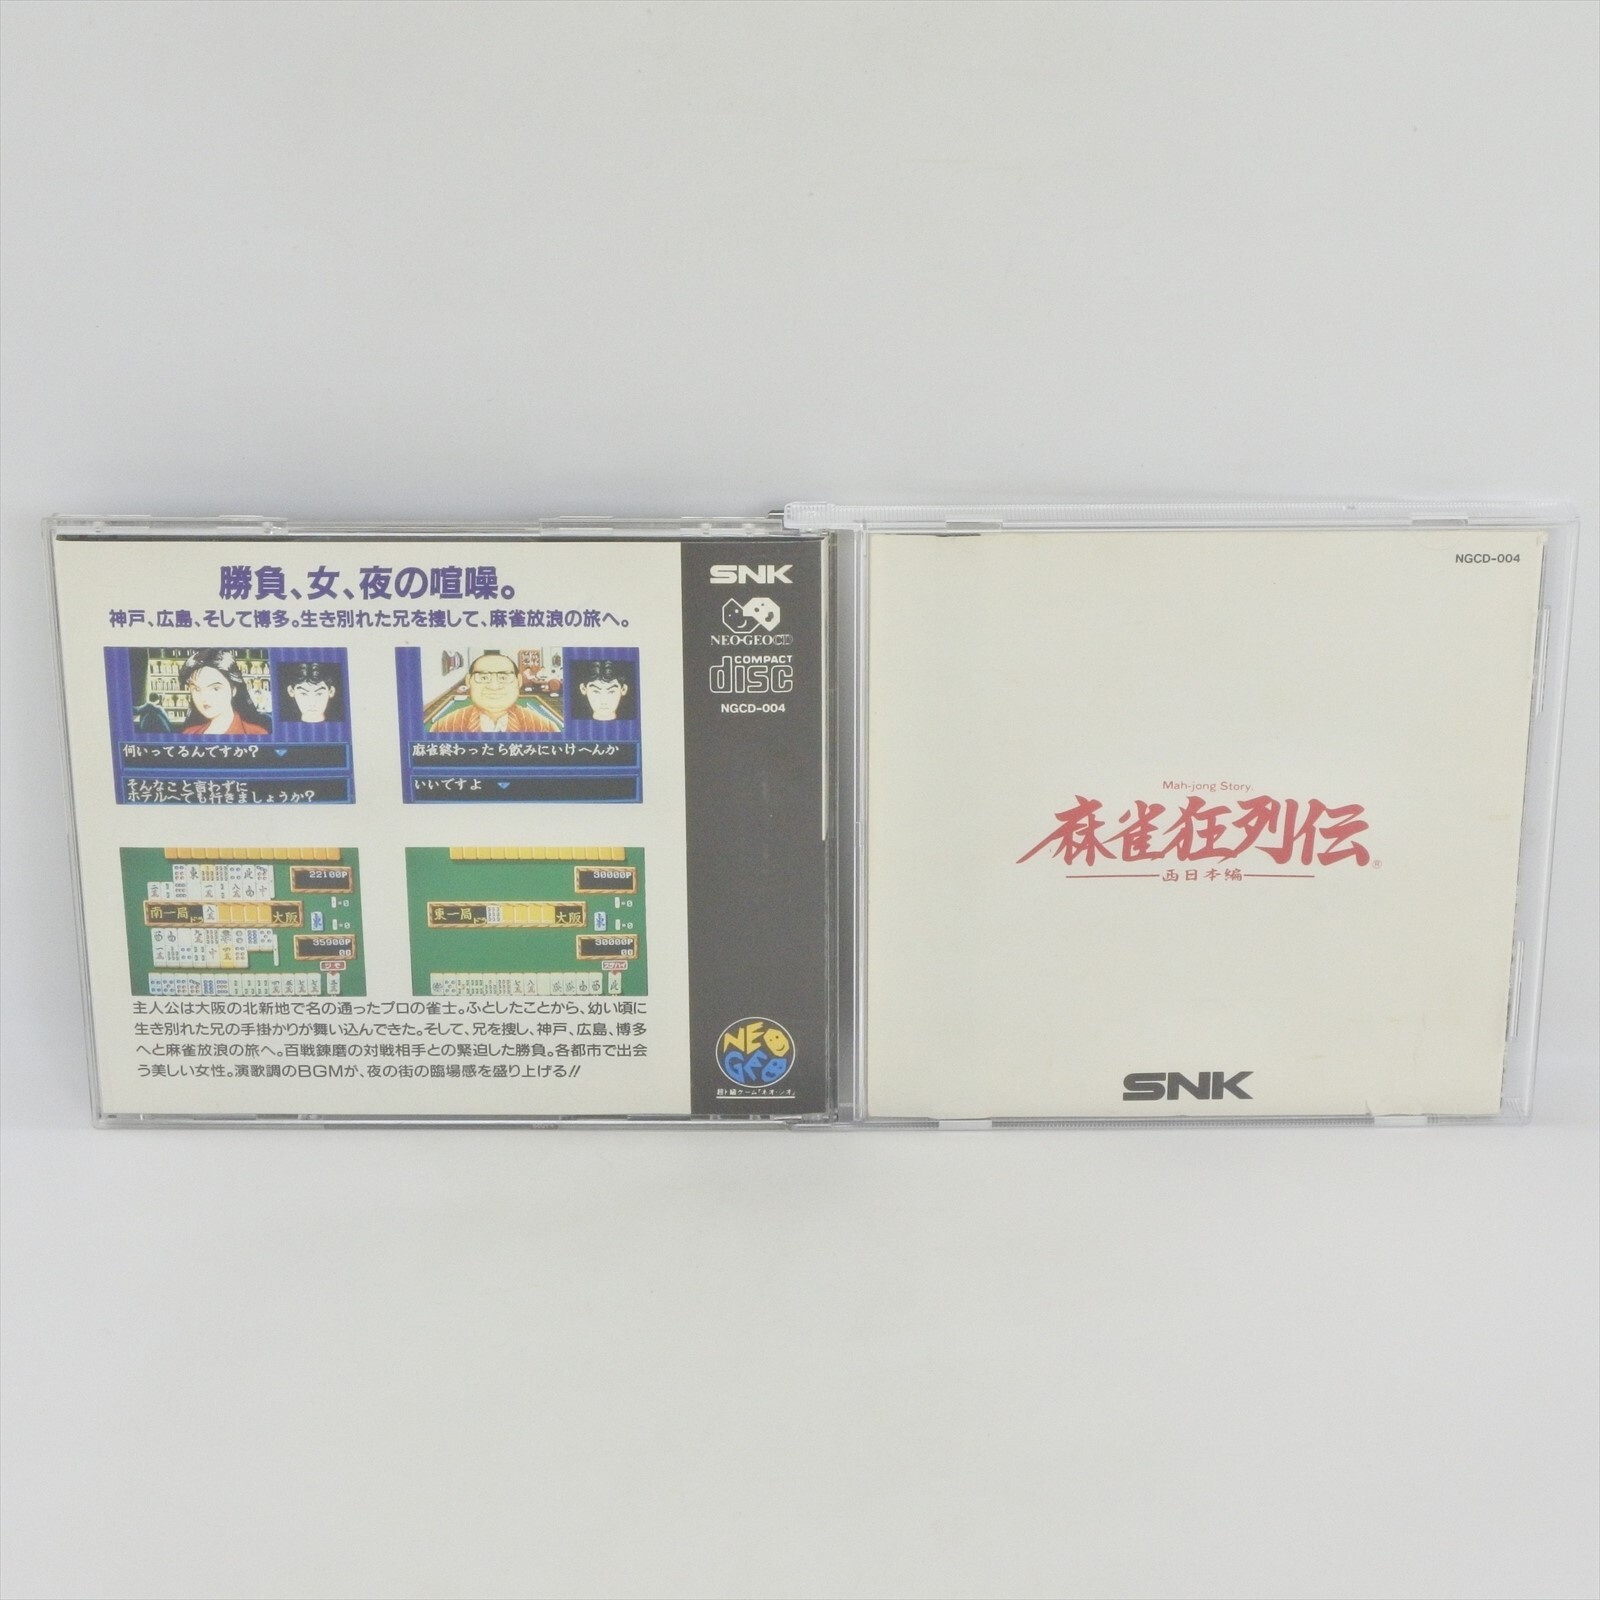 勝負、女、夜の喧噪。
神戸、広島、そして博多。生き別れた兄を捜して、麻雀放浪の旅へ。
伺いってるんですか?
そんなこと言わずに
ホテルへでも行きましょうか?
麻雀終わったら飲みにいけへんか
いいですよ
22100P
南一局
ドラ
大阪
東
35900P
ツモ
30000P
東一局
ドラ
大阪
東
30000P
主人公は大阪の北新地で名の通ったプロの雀士。ふとしたことから、幼い頃に
生き別れた兄の手掛かりが舞い込んできた。そして、兄を捜し、神戸、広島、博多
へと麻雀放浪の旅へ。百戦錬磨の対戦相手との緊迫した勝負。各都市で出会
う美しい女性。演歌調のBGMが、夜の街の臨場感を盛り上げる!!
SNK
NEO・GEO CD
COMPACT
disc
NGCD-004
NEO
GEO
NGCD-004
Mah-jong Story.
麻雀狂列伝®
西日本編
SNK